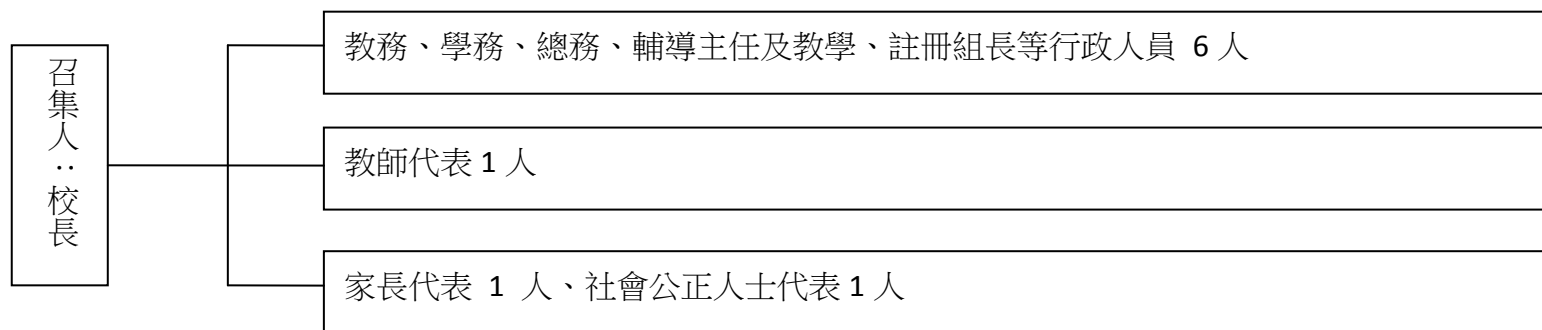 召集人：校長
教務、學務、總務、輔導主任及教學、註冊組長等行政人員 6 人
教師代表 1 人
家長代表 1 人、社會公正人士代表 1 人